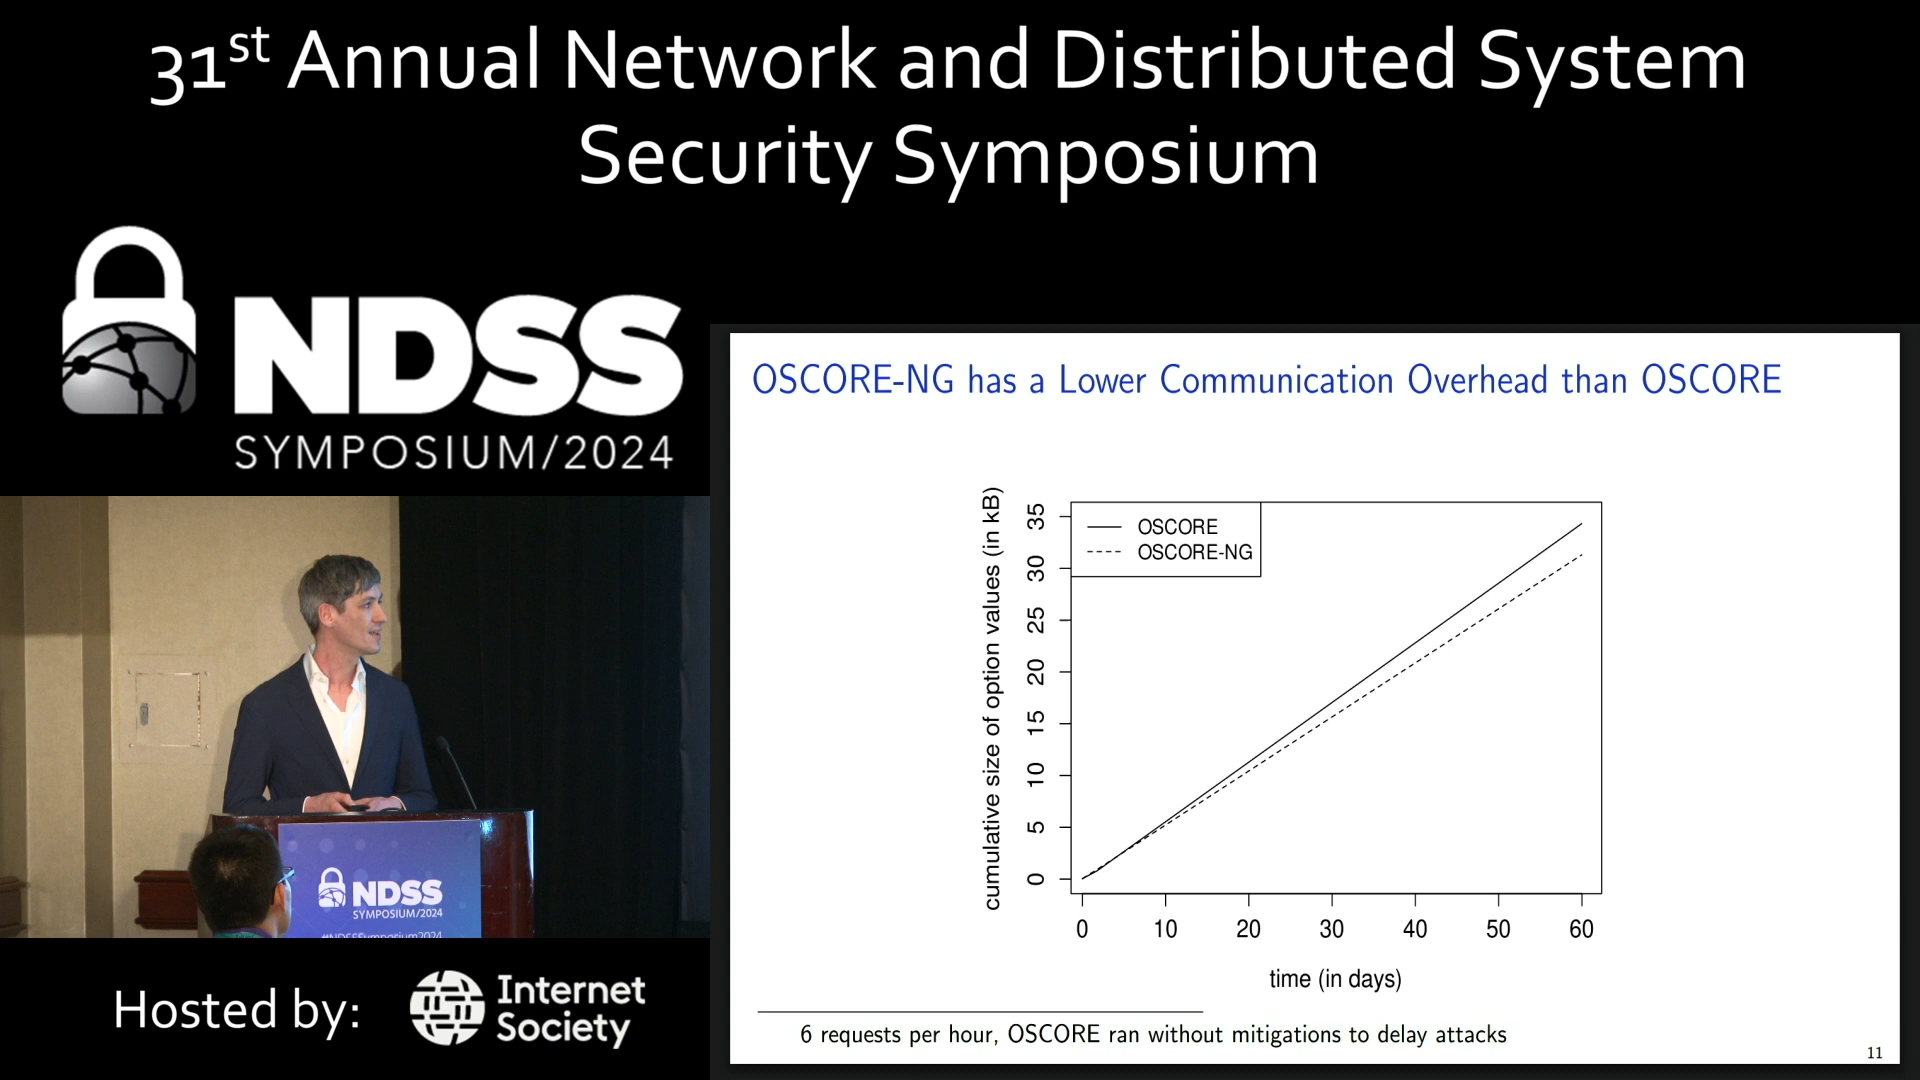 31st Annual Network and Distributed System
Security Symposium
NDSS
SYMPOSIUM/2024
OSCORE-NG has a Lower Communication Overhead than OSCORE
cumulative size of option values (in kB)
35
30
25
20
15
10
5
0
OSCORE
OSCORE-NG
0 10 20 30 40 50 60
time (in days)
6 requests per hour, OSCORE ran without mitigations to delay attacks
11
NDSS
SYMPOSIUM/2024
#NDSSSymposium2024
Hosted by:
Internet
Society